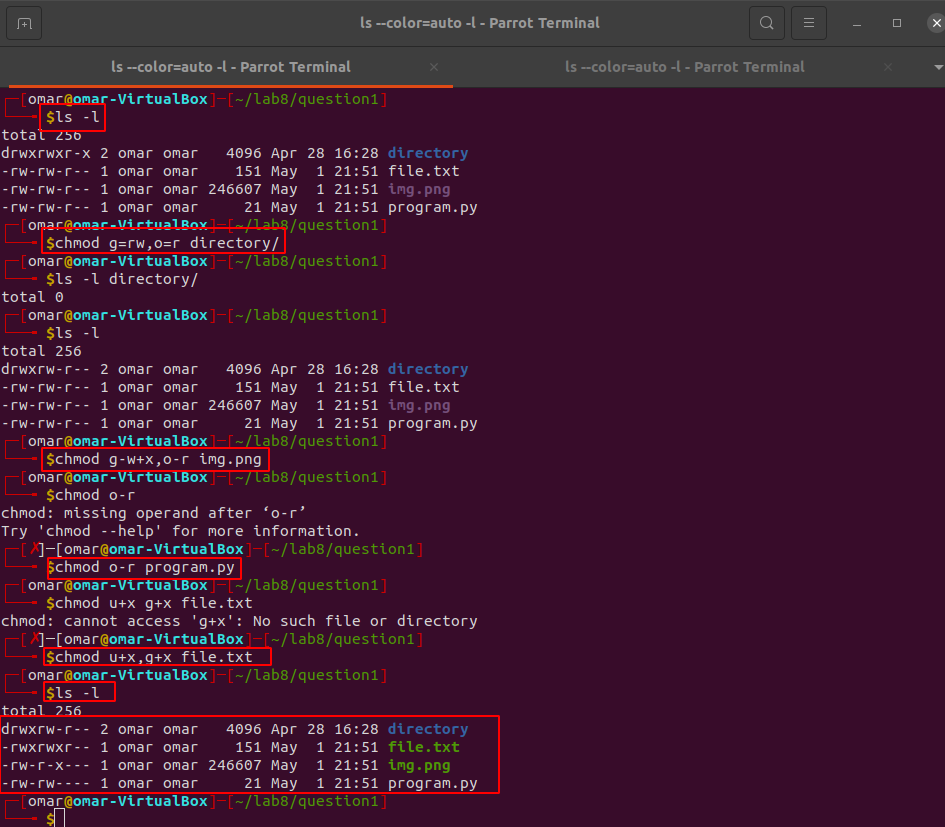 ls --color=auto -l - Parrot Terminal
ls --color=auto -l - Parrot Terminal × ls --color=auto -l - Parrot Terminal ×
┌─[omar@omar-VirtualBox]─[~/lab8/question1]
└──╼ $ls -l
total 256
drwxrwxr-x 2 omar omar   4096 Apr 28 16:28 directory
-rw-rw-r-- 1 omar omar    151 May  1 21:51 file.txt
-rw-rw-r-- 1 omar omar 246607 May  1 21:51 img.png
-rw-rw-r-- 1 omar omar     21 May  1 21:51 program.py
┌─[omar@omar-VirtualBox]─[~/lab8/question1]
└──╼ $chmod g=rw,o=r directory/
┌─[omar@omar-VirtualBox]─[~/lab8/question1]
└──╼ $ls -l directory/
total 0
┌─[omar@omar-VirtualBox]─[~/lab8/question1]
└──╼ $ls -l
total 256
drwxrw-r-- 2 omar omar   4096 Apr 28 16:28 directory
-rw-rw-r-- 1 omar omar    151 May  1 21:51 file.txt
-rw-rw-r-- 1 omar omar 246607 May  1 21:51 img.png
-rw-rw-r-- 1 omar omar     21 May  1 21:51 program.py
┌─[omar@omar-VirtualBox]─[~/lab8/question1]
└──╼ $chmod g-w+x,o-r img.png
┌─[omar@omar-VirtualBox]─[~/lab8/question1]
└──╼ $chmod o-r
chmod: missing operand after ‘o-r’
Try 'chmod --help' for more information.
┌─[✗]─[omar@omar-VirtualBox]─[~/lab8/question1]
└──╼ $chmod o-r program.py
┌─[omar@omar-VirtualBox]─[~/lab8/question1]
└──╼ $chmod u+x g+x file.txt
chmod: cannot access 'g+x': No such file or directory
┌─[✗]─[omar@omar-VirtualBox]─[~/lab8/question1]
└──╼ $chmod u+x,g+x file.txt
┌─[omar@omar-VirtualBox]─[~/lab8/question1]
└──╼ $ls -l
total 256
drwxrw-r-- 2 omar omar   4096 Apr 28 16:28 directory
-rwxrwxr-- 1 omar omar    151 May  1 21:51 file.txt
-rw-r-x--- 1 omar omar 246607 May  1 21:51 img.png
-rw-rw---- 1 omar omar     21 May  1 21:51 program.py
┌─[omar@omar-VirtualBox]─[~/lab8/question1]
└──╼ $